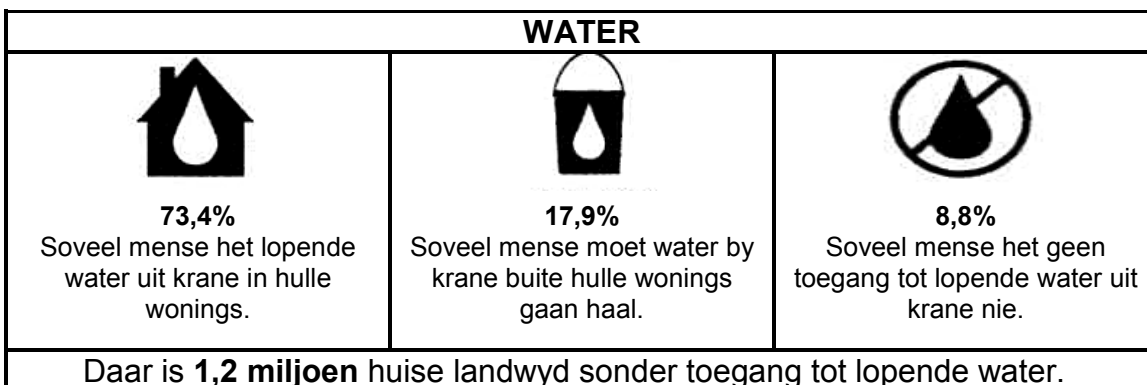 WATER
73,4%
Soveel mense het lopende
water uit krane in hulle
wonings.
17,9%
Soveel mense moet water by
krane buite hulle wonings
gaan haal.
8,8%
Soveel mense het geen
toegang tot lopende water uit
krane nie.
Daar is 1,2 miljoen huise landwyd sonder toegang tot lopende water.